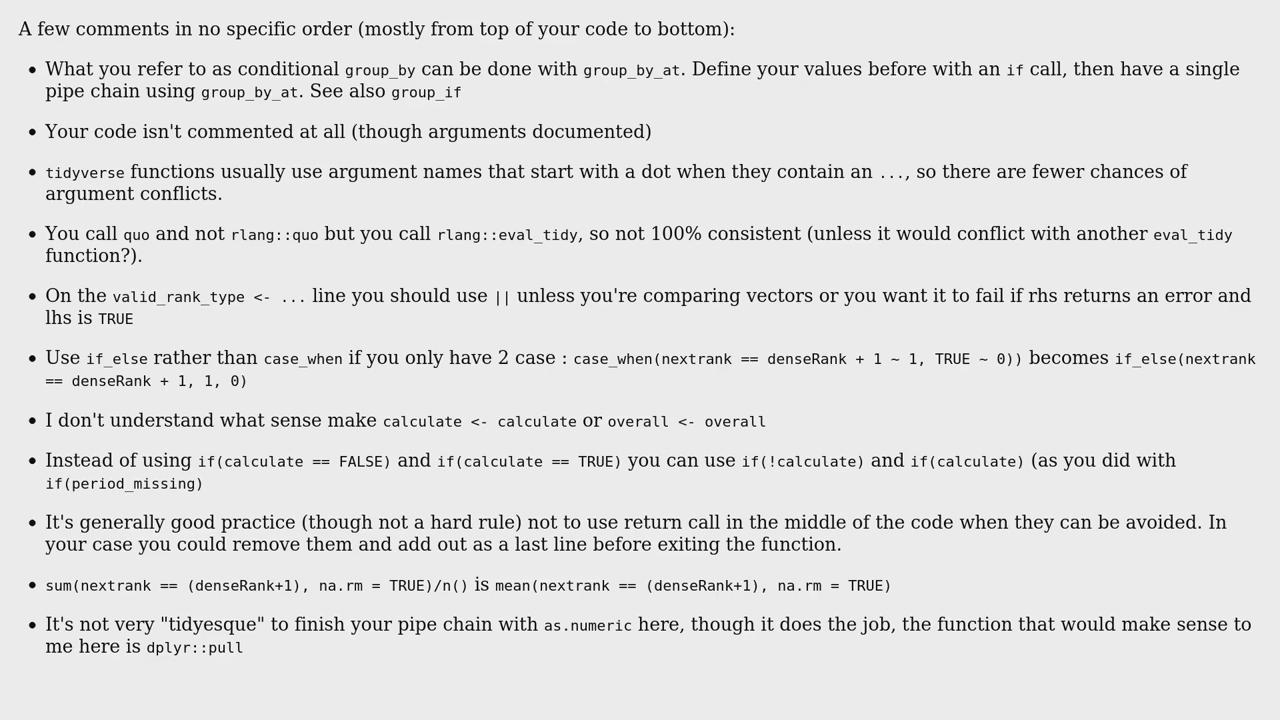 A few comments in no specific order (mostly from top of your code to bottom):
• What you refer to as conditional group_by can be done with group_by_at. Define your values before with an if call, then have a single
pipe chain using group_by_at. See also group_if
• Your code isn't commented at all (though arguments documented)
• tidyverse functions usually use argument names that start with a dot when they contain an ..., so there are fewer chances of
argument conflicts.
• You call quo and not rlang::quo but you call rlang::eval_tidy, so not 100% consistent (unless it would conflict with another eval_tidy
function?).
• On the valid_rank_type <- ... line you should use || unless you're comparing vectors or you want it to fail if rhs returns an error and
lhs is TRUE
• Use if_else rather than case_when if you only have 2 case : case_when(nextrank == denseRank + 1 ~ 1, TRUE ~ 0)) becomes if_else(nextrank
== denseRank + 1, 1, 0)
• I don't understand what sense make calculate <- calculate or overall <- overall
• Instead of using if(calculate == FALSE) and if(calculate == TRUE) you can use if(!calculate) and if(calculate) (as you did with
if(period_missing)
• It's generally good practice (though not a hard rule) not to use return call in the middle of the code when they can be avoided. In
your case you could remove them and add out as a last line before exiting the function.
• sum(nextrank == (denseRank+1), na.rm = TRUE)/n() is mean(nextrank == (denseRank+1), na.rm = TRUE)
• It's not very "tidyesque" to finish your pipe chain with as.numeric here, though it does the job, the function that would make sense to
me here is dplyr::pull